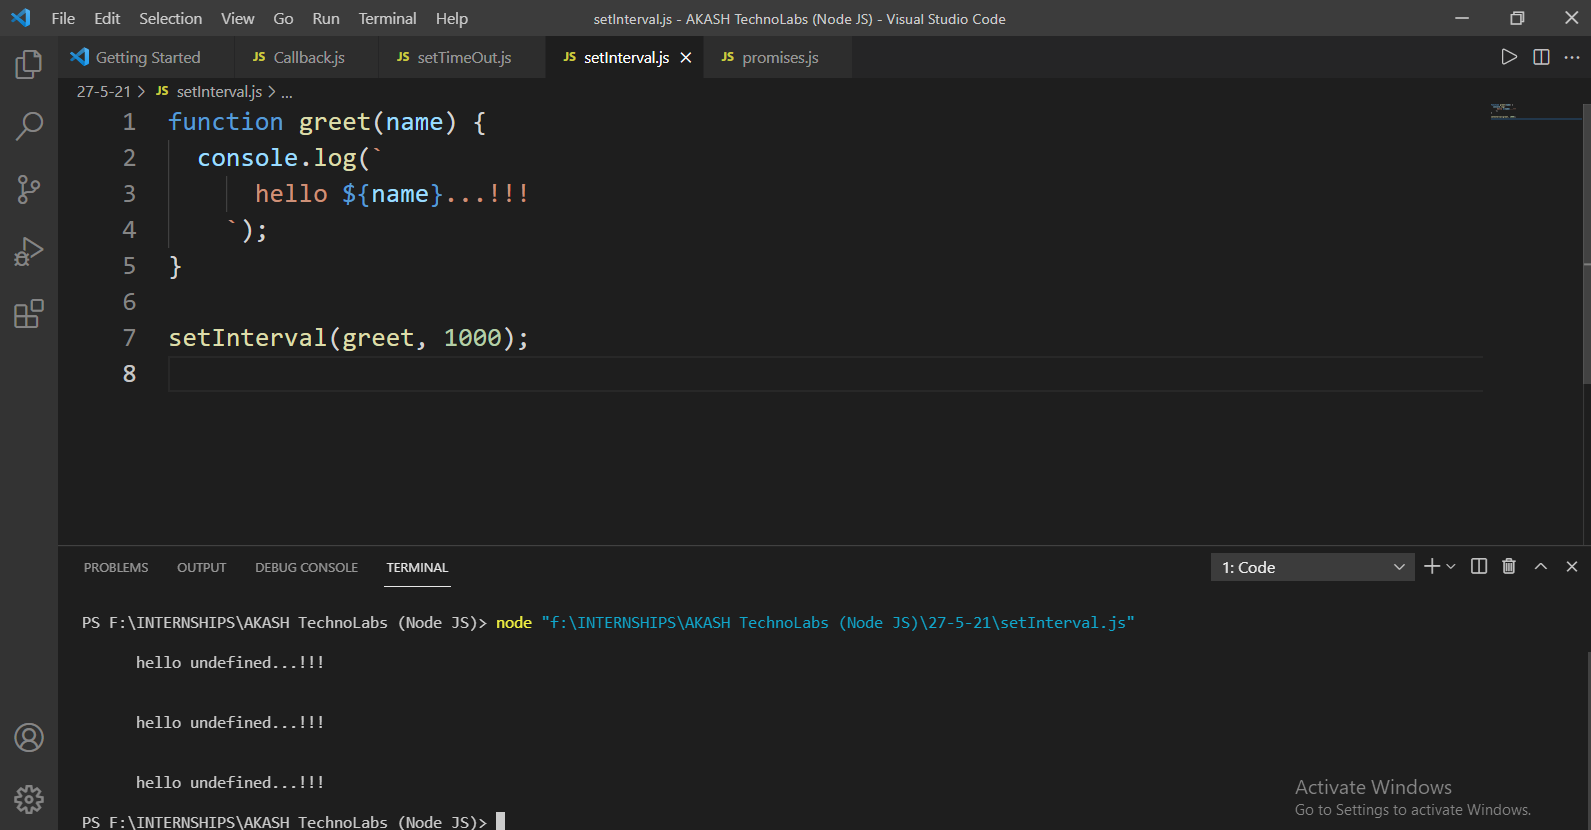 File Edit Selection View Go Run Terminal Help setInterval.js - AKASH TechnoLabs (Node JS) - Visual Studio Code
Getting Started JS Callback.js JS setTimeOut.js JS setInterval.js JS promises.js
27-5-21 > JS setInterval.js > ...
1 function greet(name) {
2 console.log(`
3 hello ${name}...!!!
4 `);
5 }
6
7 setInterval(greet, 1000);
8
PROBLEMS OUTPUT DEBUG CONSOLE TERMINAL 1: Code
PS F:\INTERNSHIPS\AKASH TechnoLabs (Node JS)> node "f:\INTERNSHIPS\AKASH TechnoLabs (Node JS)\27-5-21\setInterval.js"
hello undefined...!!!
hello undefined...!!!
hello undefined...!!!
Activate Windows
Go to Settings to activate Windows.
PS F:\INTERNSHIPS\AKASH TechnoLabs (Node JS)>